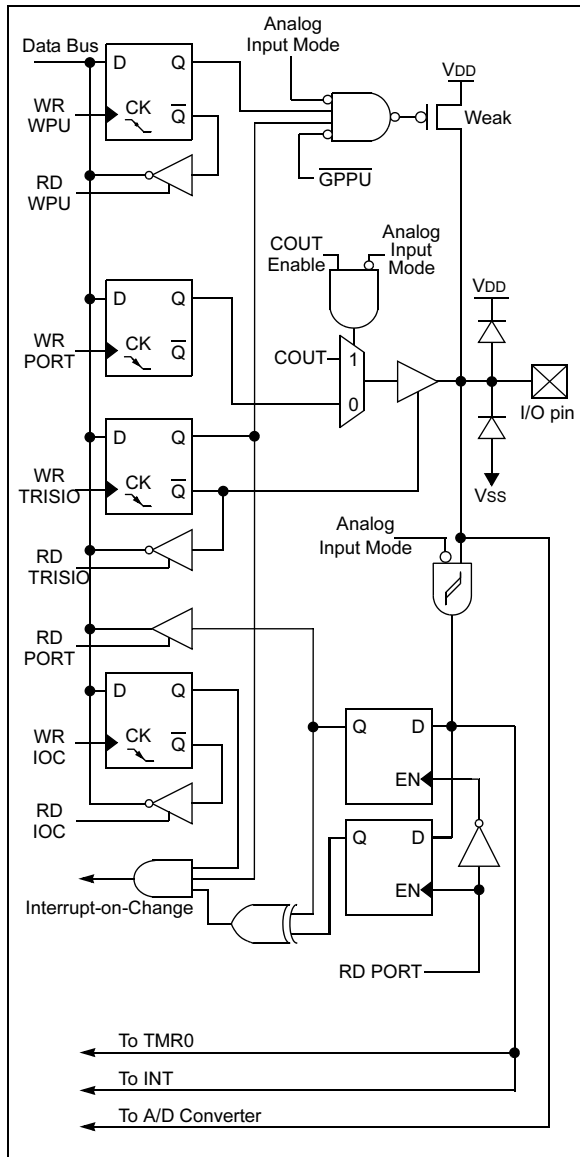 Analog
Input Mode
Data Bus
D Q
VDD
WR
WPU
CK
Q
Weak
RD
WPU
GPPU
COUT
Enable
Analog
Input
Mode
D Q
VDD
WR
PORT
CK
Q
COUT
1
0
I/O pin
D Q
WR
TRISIO
CK
Q
VSS
RD
TRISIO
Analog
Input Mode
RD
PORT
D Q
WR
IOC
CK
Q
Q D
EN
RD
IOC
Q D
EN
Interrupt-on-Change
RD PORT
To TMR0
To INT
To A/D Converter